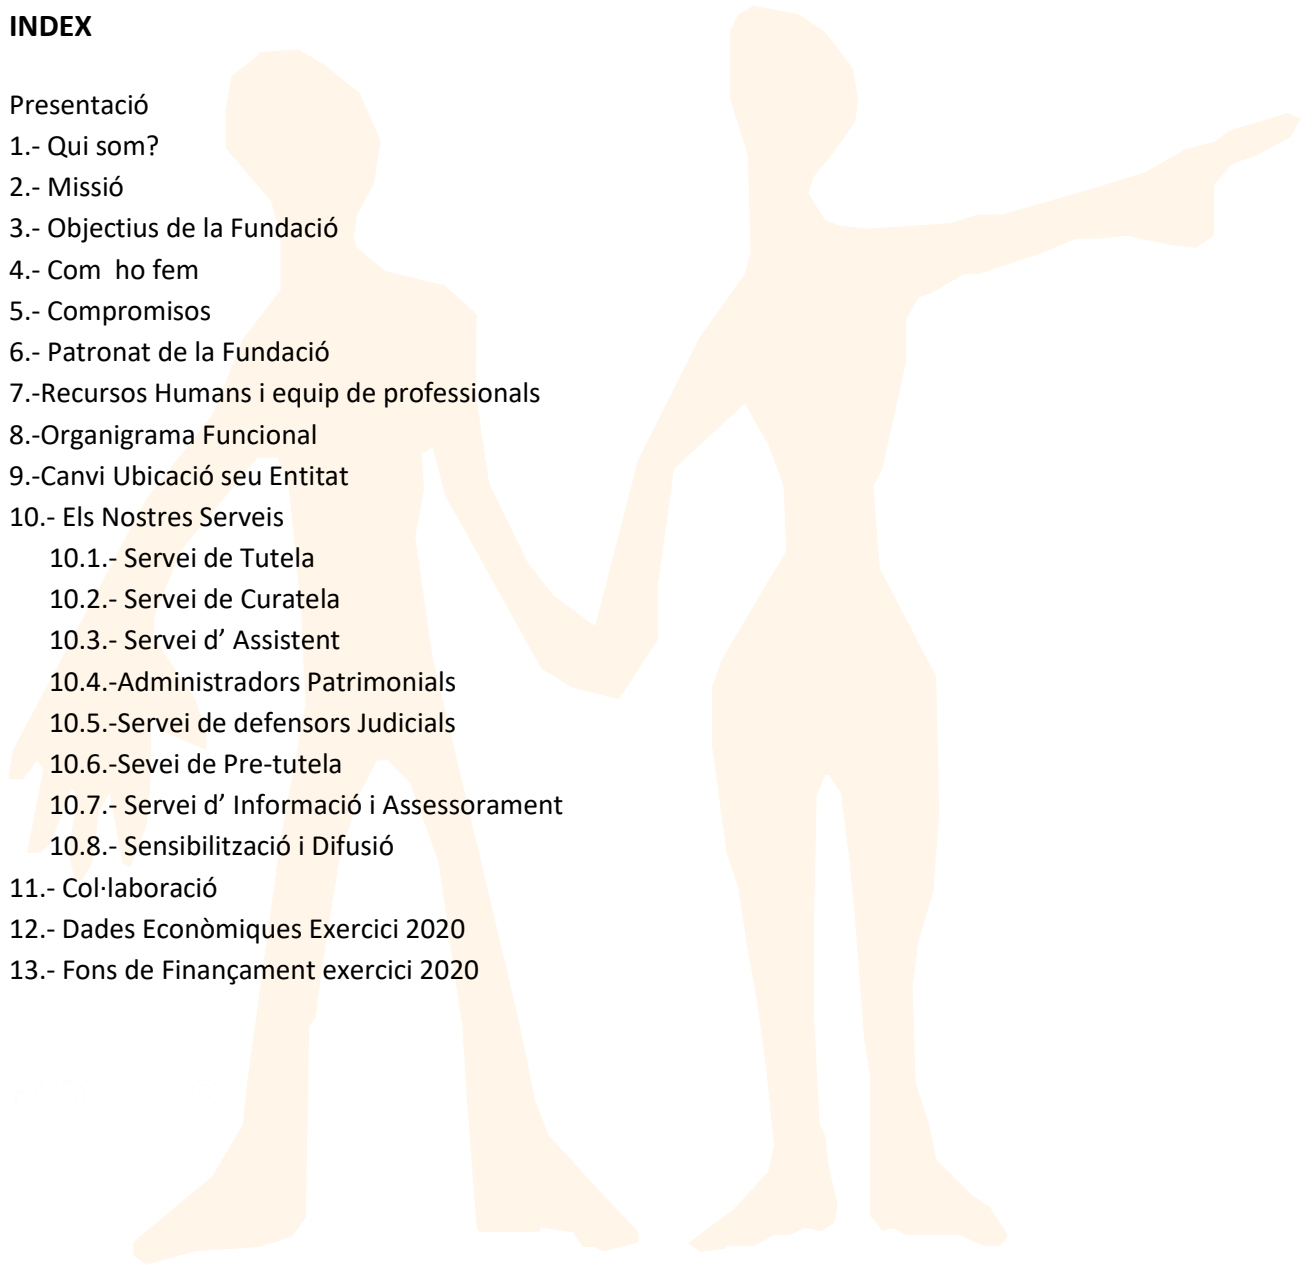 INDEX
Presentació
1.- Qui som?
2.- Missió
3.- Objectius de la Fundació
4.- Com  ho fem
5.- Compromisos
6.- Patronat de la Fundació
7.-Recursos Humans i equip de professionals
8.-Organigrama Funcional
9.-Canvi Ubicació seu Entitat
10.- Els Nostres Serveis
10.1.- Servei de Tutela
10.2.- Servei de Curatela
10.3.- Servei d’ Assistent
10.4.-Administradors Patrimonials
10.5.-Servei de defensors Judicials
10.6.-Sevei de Pre-tutela
10.7.- Servei d’ Informació i Assessorament
10.8.- Sensibilització i Difusió
11.- Col·laboració
12.- Dades Econòmiques Exercici 2020
13.- Fons de Finançament exercici 2020